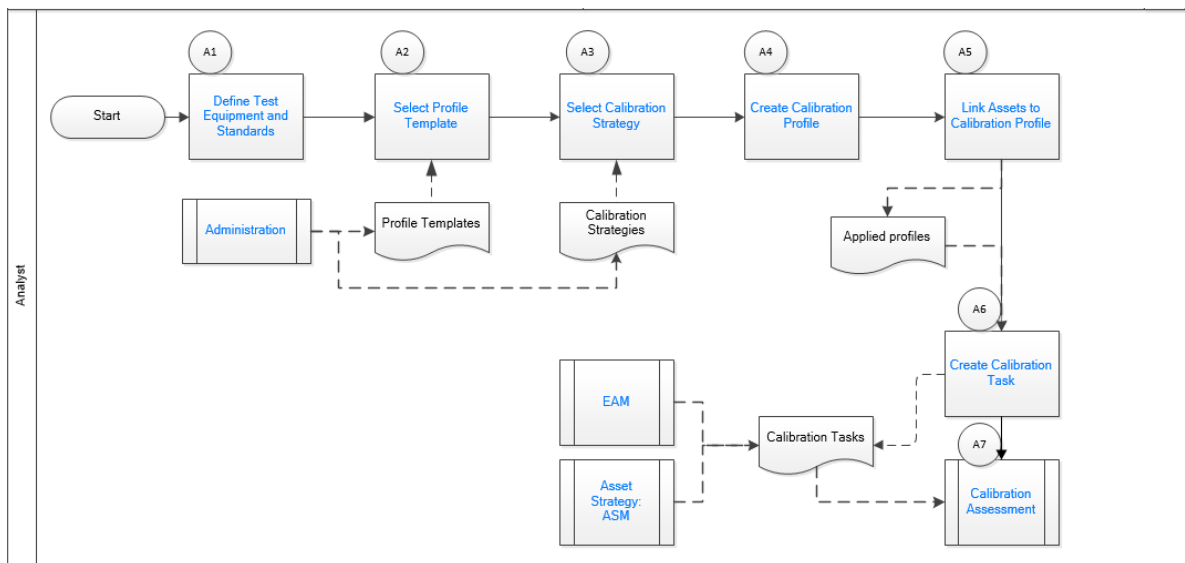 A1
A2
A3
A4
A5
Start
Define Test
Equipment and
Standards
Select Profile
Template
Select Calibration
Strategy
Create Calibration
Profile
Link Assets to
Calibration Profile
Administration
Profile Templates
Calibration
Strategies
Applied profiles
Analyst
A6
Create Calibration
Task
EAM
Calibration Tasks
A7
Asset
Strategy:
ASM
Calibration
Assessment